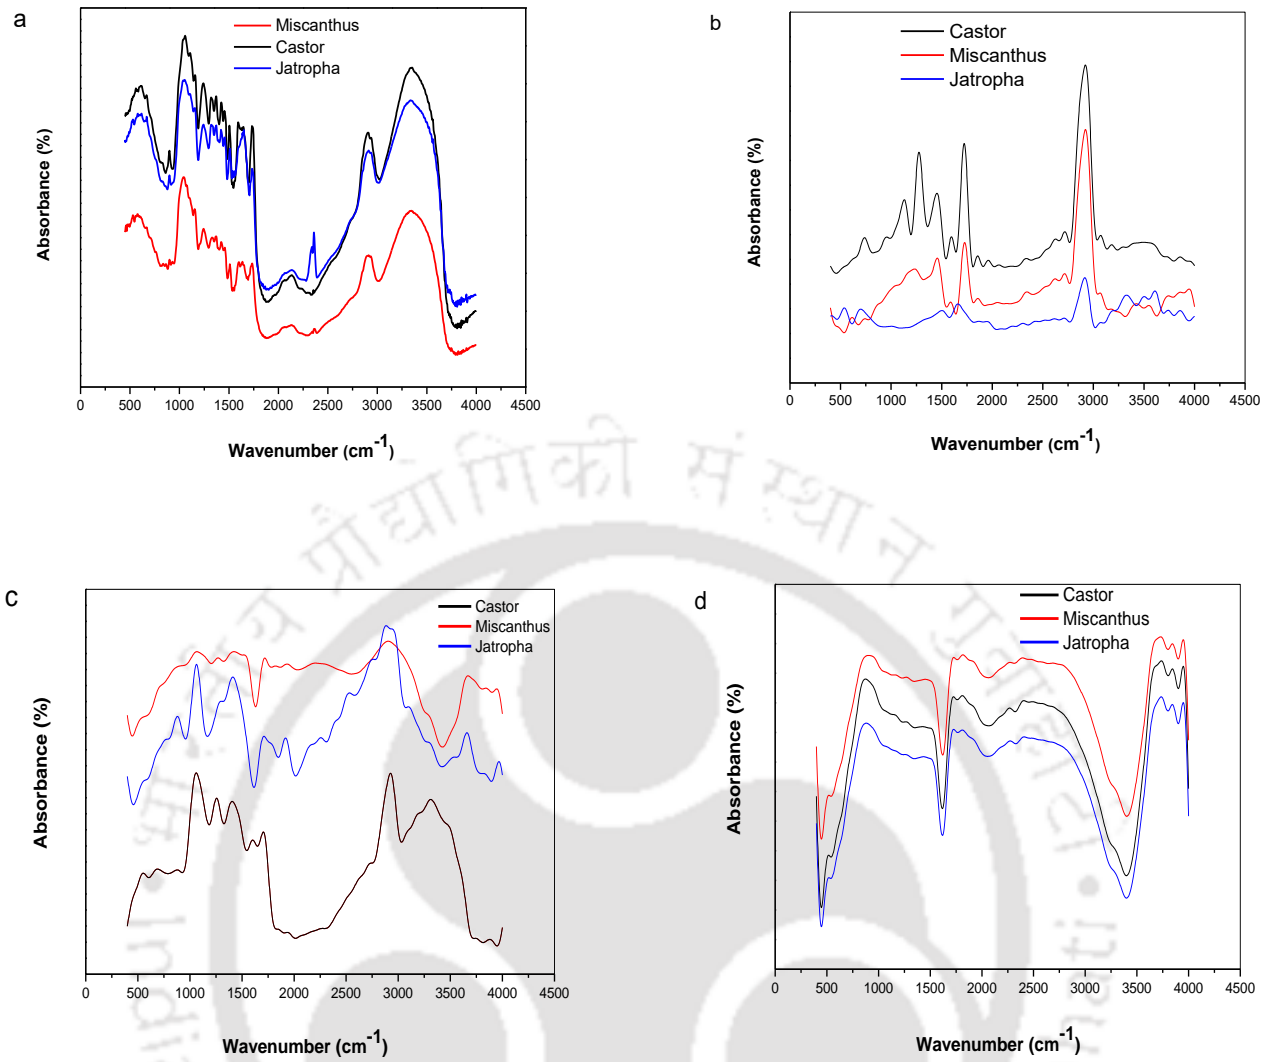 a
Miscanthus
Castor
Jatropha
Absorbance (%)
500 1000 1500 2000 2500 3000 3500 4000 4500
Wavenumber (cm-1)
b
Castor
Miscanthus
Jatropha
Absorbance (%)
0 500 1000 1500 2000 2500 3000 3500 4000 4500
Wavenumber (cm-1)
c
Castor
Miscanthus
Jatropha
Absorbance (%)
0 500 1000 1500 2000 2500 3000 3500 4000 4500
Wavenumber (cm-1)
d
Castor
Miscanthus
Jatropha
Absorbance (%)
0 500 1000 1500 2000 2500 3000 3500 4000 4500
Wavenumber (cm-1)